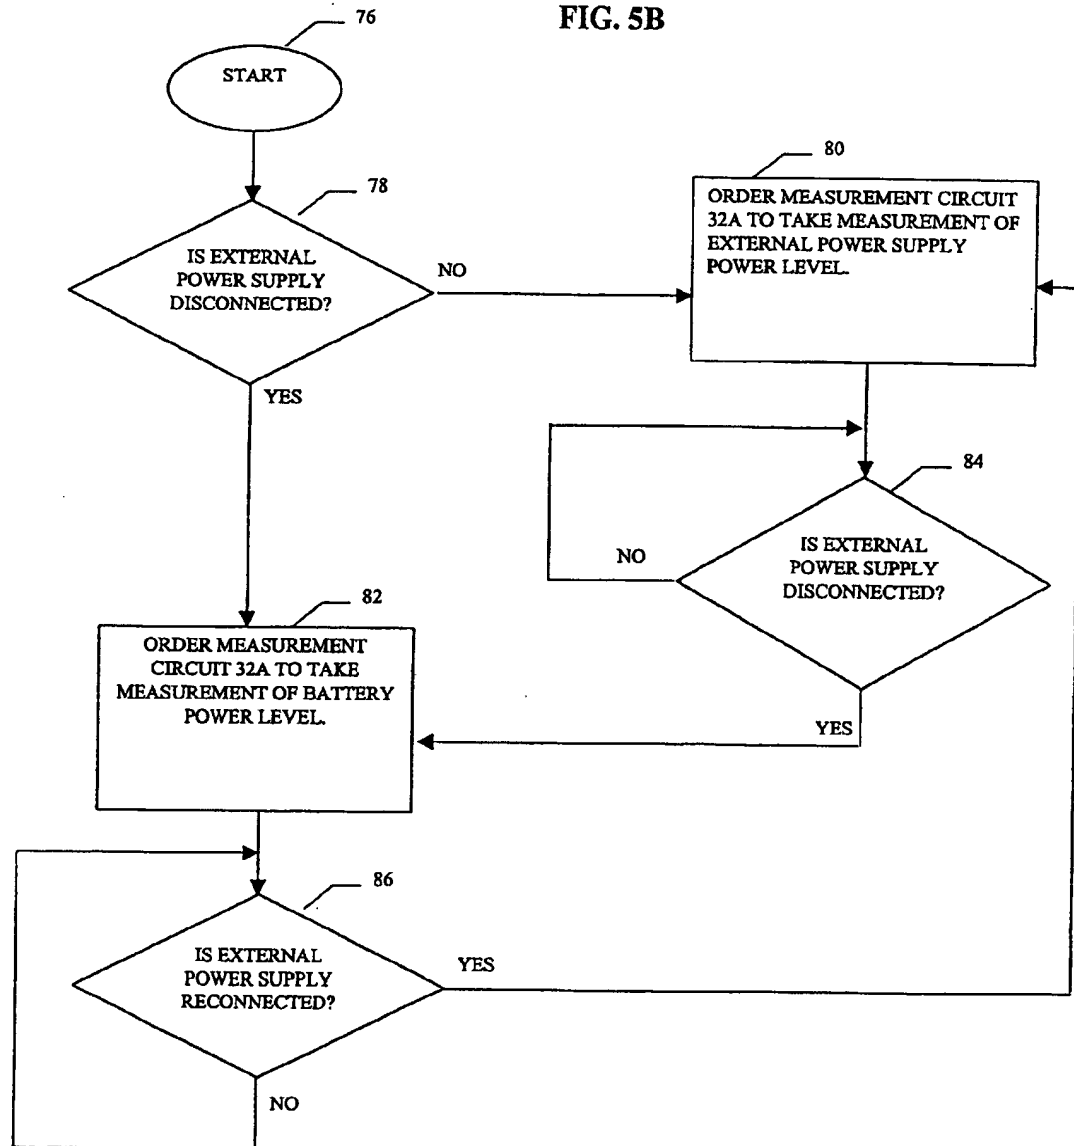 FIG. 5B
76
START
78
IS EXTERNAL
POWER SUPPLY
DISCONNECTED?
NO
YES
80
ORDER MEASUREMENT CIRCUIT
32A TO TAKE MEASUREMENT OF
EXTERNAL POWER SUPPLY
POWER LEVEL.
84
IS EXTERNAL
POWER SUPPLY
DISCONNECTED?
NO
YES
82
ORDER MEASUREMENT
CIRCUIT 32A TO TAKE
MEASUREMENT OF BATTERY
POWER LEVEL.
86
IS EXTERNAL
POWER SUPPLY
RECONNECTED?
YES
NO